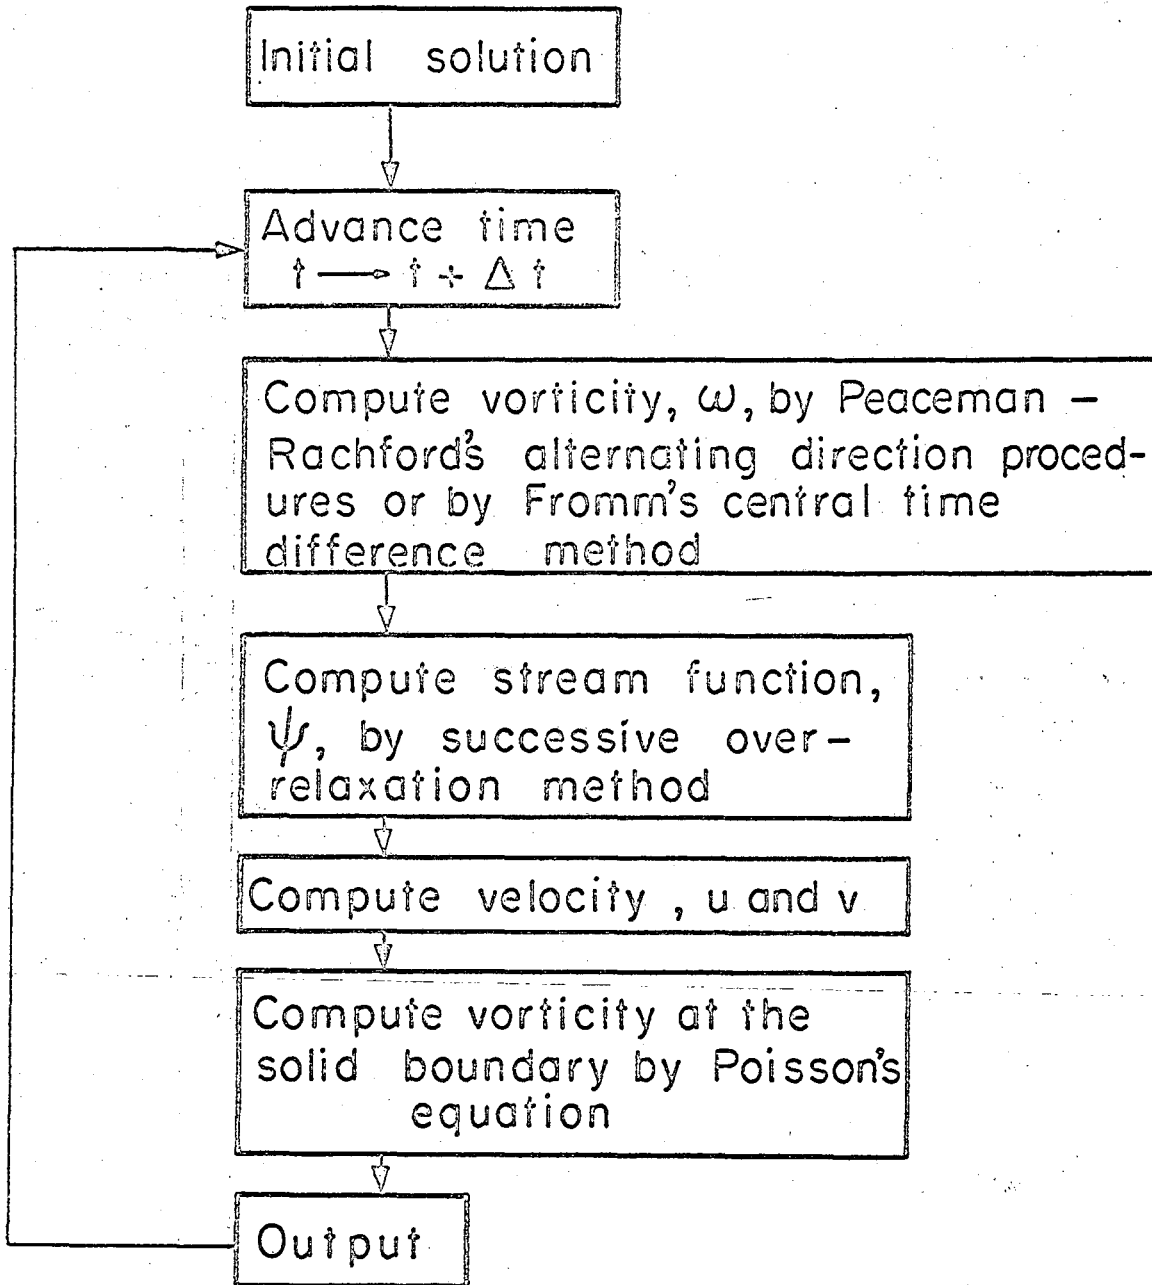 Initial solution
Advance time
t → t + Δ t
Compute vorticity, ω, by Peaceman –
Rachford's alternating direction proced-
ures or by Fromm's central time
difference method
Compute stream function,
ψ, by successive over-
relaxation method
Compute velocity , u and v
Compute vorticity at the
solid boundary by Poisson's
equation
Output